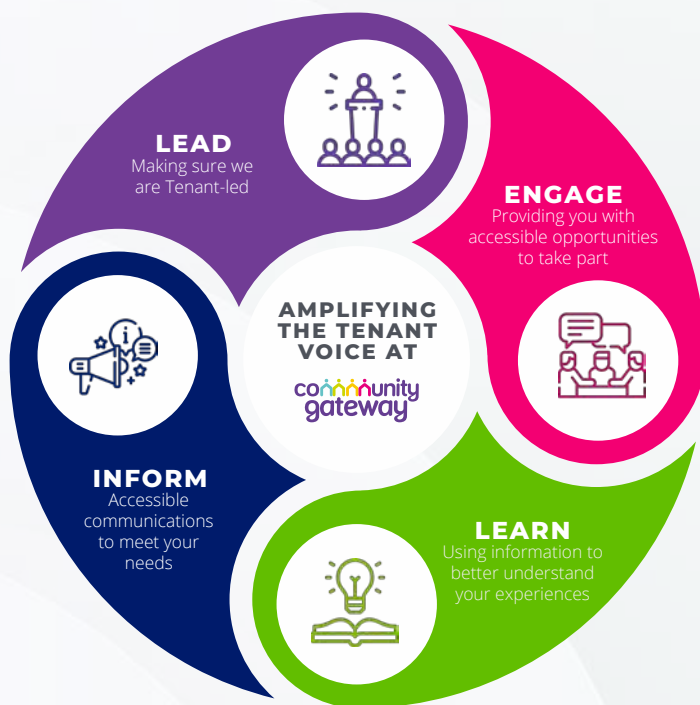 LEAD
Making sure we
are Tenant-led
ENGAGE
Providing you with
accessible opportunities
to take part
AMPLIFYING
THE TENANT
VOICE AT
community
gateway
INFORM
Accessible
communications
to meet your
needs
LEARN
Using information to
better understand
your experiences